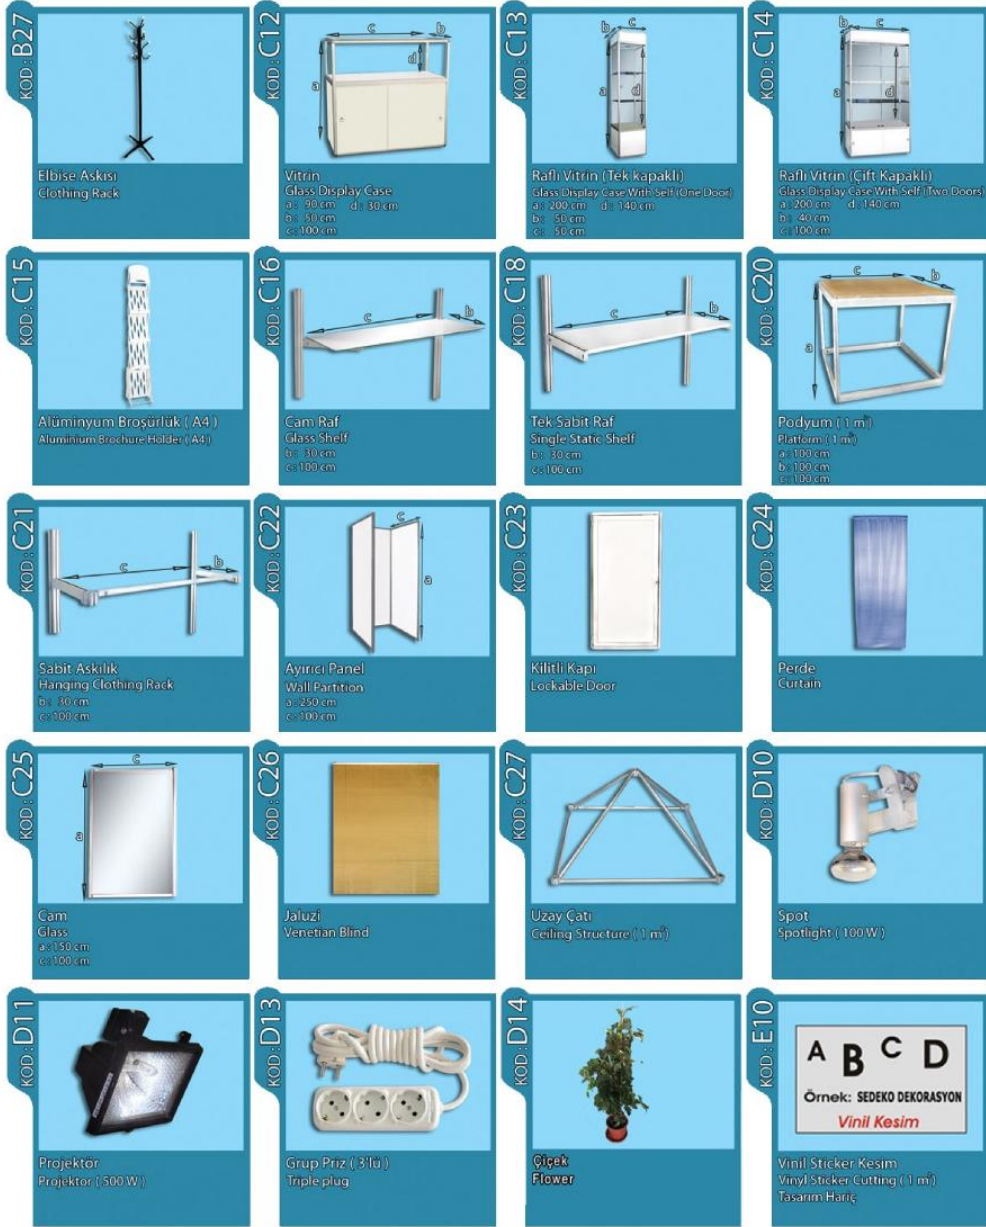 KOD: B27
Elbise Askısı
Clothing Rack
KOD: C12
c
b
d
a
Vitrin
Glass Display Case
a: 90 cm d: 30 cm
b: 50 cm
c: 100 cm
KOD: C13
b
c
a
d
Raflı Vitrin (Tek kapaklı)
Glass Display Case With Self (One Door)
a: 200 cm d: 140 cm
b: 50 cm
c: 50 cm
KOD: C14
b
c
a
d
Raflı Vitrin (Çift Kapaklı)
Glass Display Case With Self (Two Doors)
a: 200 cm d: 140 cm
b: 40 cm
c: 100 cm
KOD: C15
Alüminyum Broşürlük ( A4 )
Aluminium Brochure Holder ( A4 )
KOD: C16
c
b
Cam Raf
Glass Shelf
b: 30 cm
c: 100 cm
KOD: C18
c
b
Tek Sabit Raf
Single Static Shelf
b: 30 cm
c: 100 cm
KOD: C20
c
b
a
Podyum ( 1 m²)
Platform ( 1 m²)
a: 100 cm
b: 100 cm
c: 100 cm
KOD: C21
c
b
Sabit Askılık
Hanging Clothing Rack
b: 30 cm
c: 100 cm
KOD: C22
c
a
Ayırıcı Panel
Wall Partition
a: 250 cm
c: 100 cm
KOD: C23
Kilitli Kapı
Lockable Door
KOD: C24
Perde
Curtain
KOD: C25
c
a
Cam
Glass
a: 150 cm
c: 100 cm
KOD: C26
Jaluzi
Venetian Blind
KOD: C27
Uzay Çatı
Ceiling Structure ( 1 m²)
KOD: D10
Spot
Spotlight ( 100 W )
KOD: D11
Projektör
Projektor ( 500 W )
KOD: D13
Grup Priz ( 3'lü )
Triple plug
KOD: D14
Çiçek
Flower
KOD: E10
A B C D
Örnek: SEDEKO DEKORASYON
Vinil Kesim
Vinil Sticker Kesim
Vinyl Sticker Cutting ( 1 m²)
Tasarım Hariç